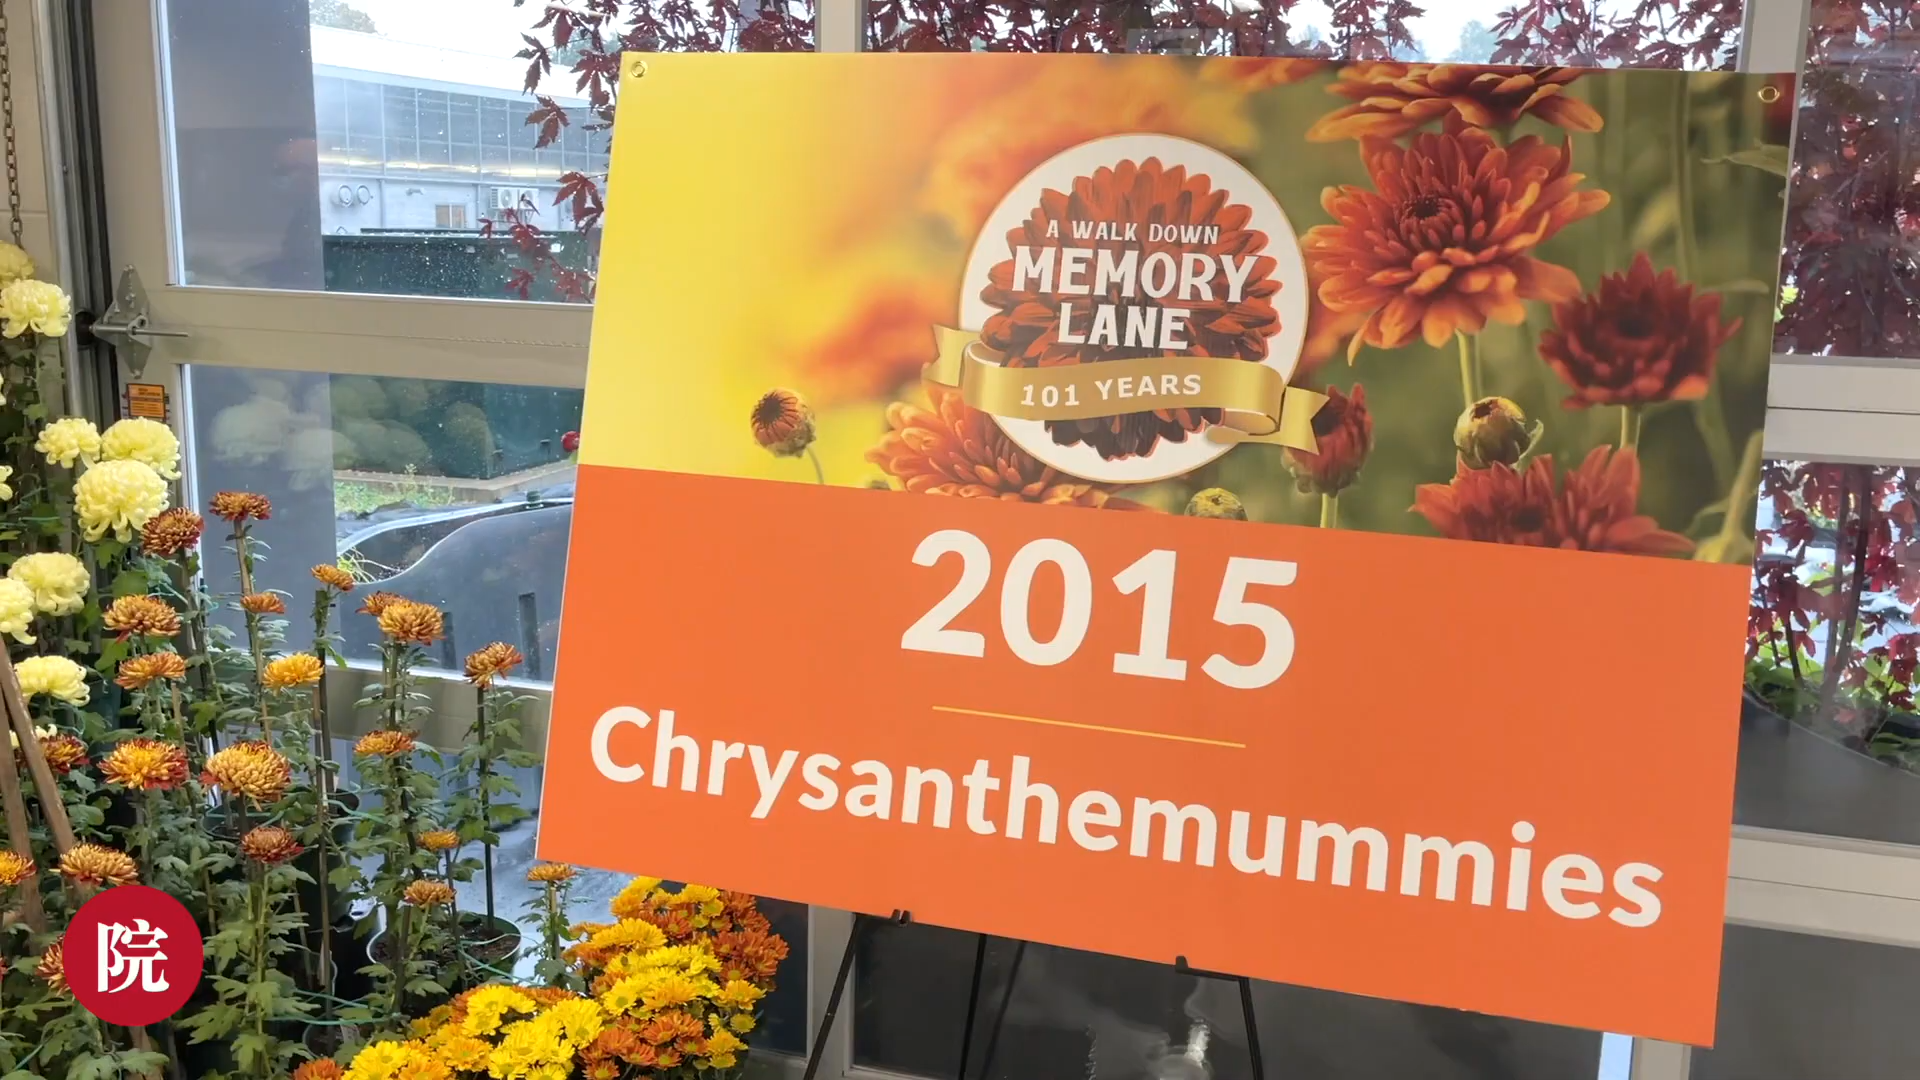 A WALK DOWN
MEMORY
LANE
101 YEARS
2015
Chrysanthemummies
院